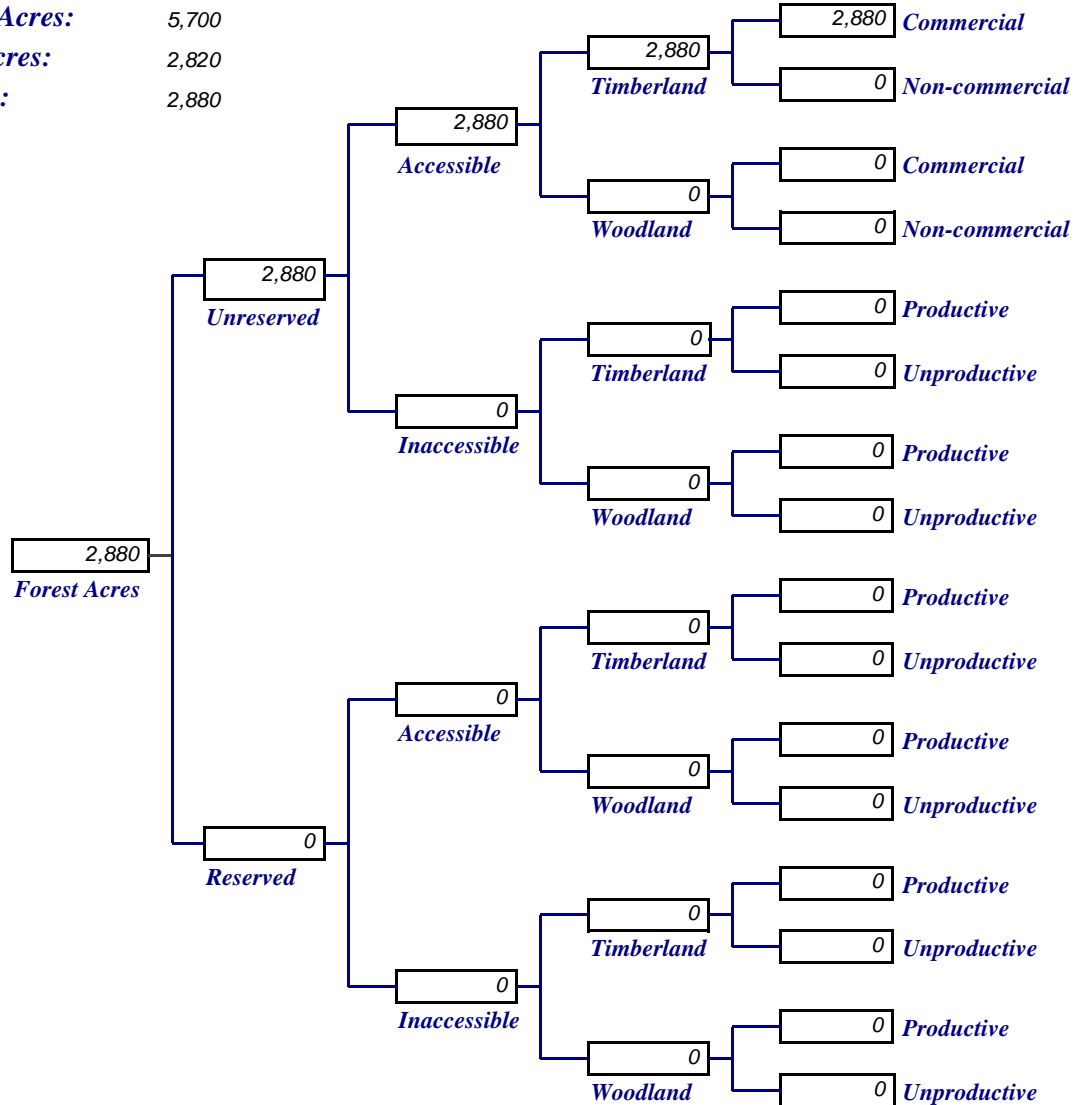 Acres: 5,700
cres: 2,820
: 2,880
2,880
Forest Acres
2,880
Unreserved
0
Reserved
2,880
Accessible
0
Inaccessible
0
Accessible
0
Inaccessible
2,880
Timberland
0
Woodland
0
Timberland
0
Woodland
0
Timberland
0
Woodland
0
Timberland
0
Woodland
2,880 Commercial
0 Non-commercial
0 Commercial
0 Non-commercial
0 Productive
0 Unproductive
0 Productive
0 Unproductive
0 Productive
0 Unproductive
0 Productive
0 Unproductive
0 Productive
0 Unproductive
0 Productive
0 Unproductive